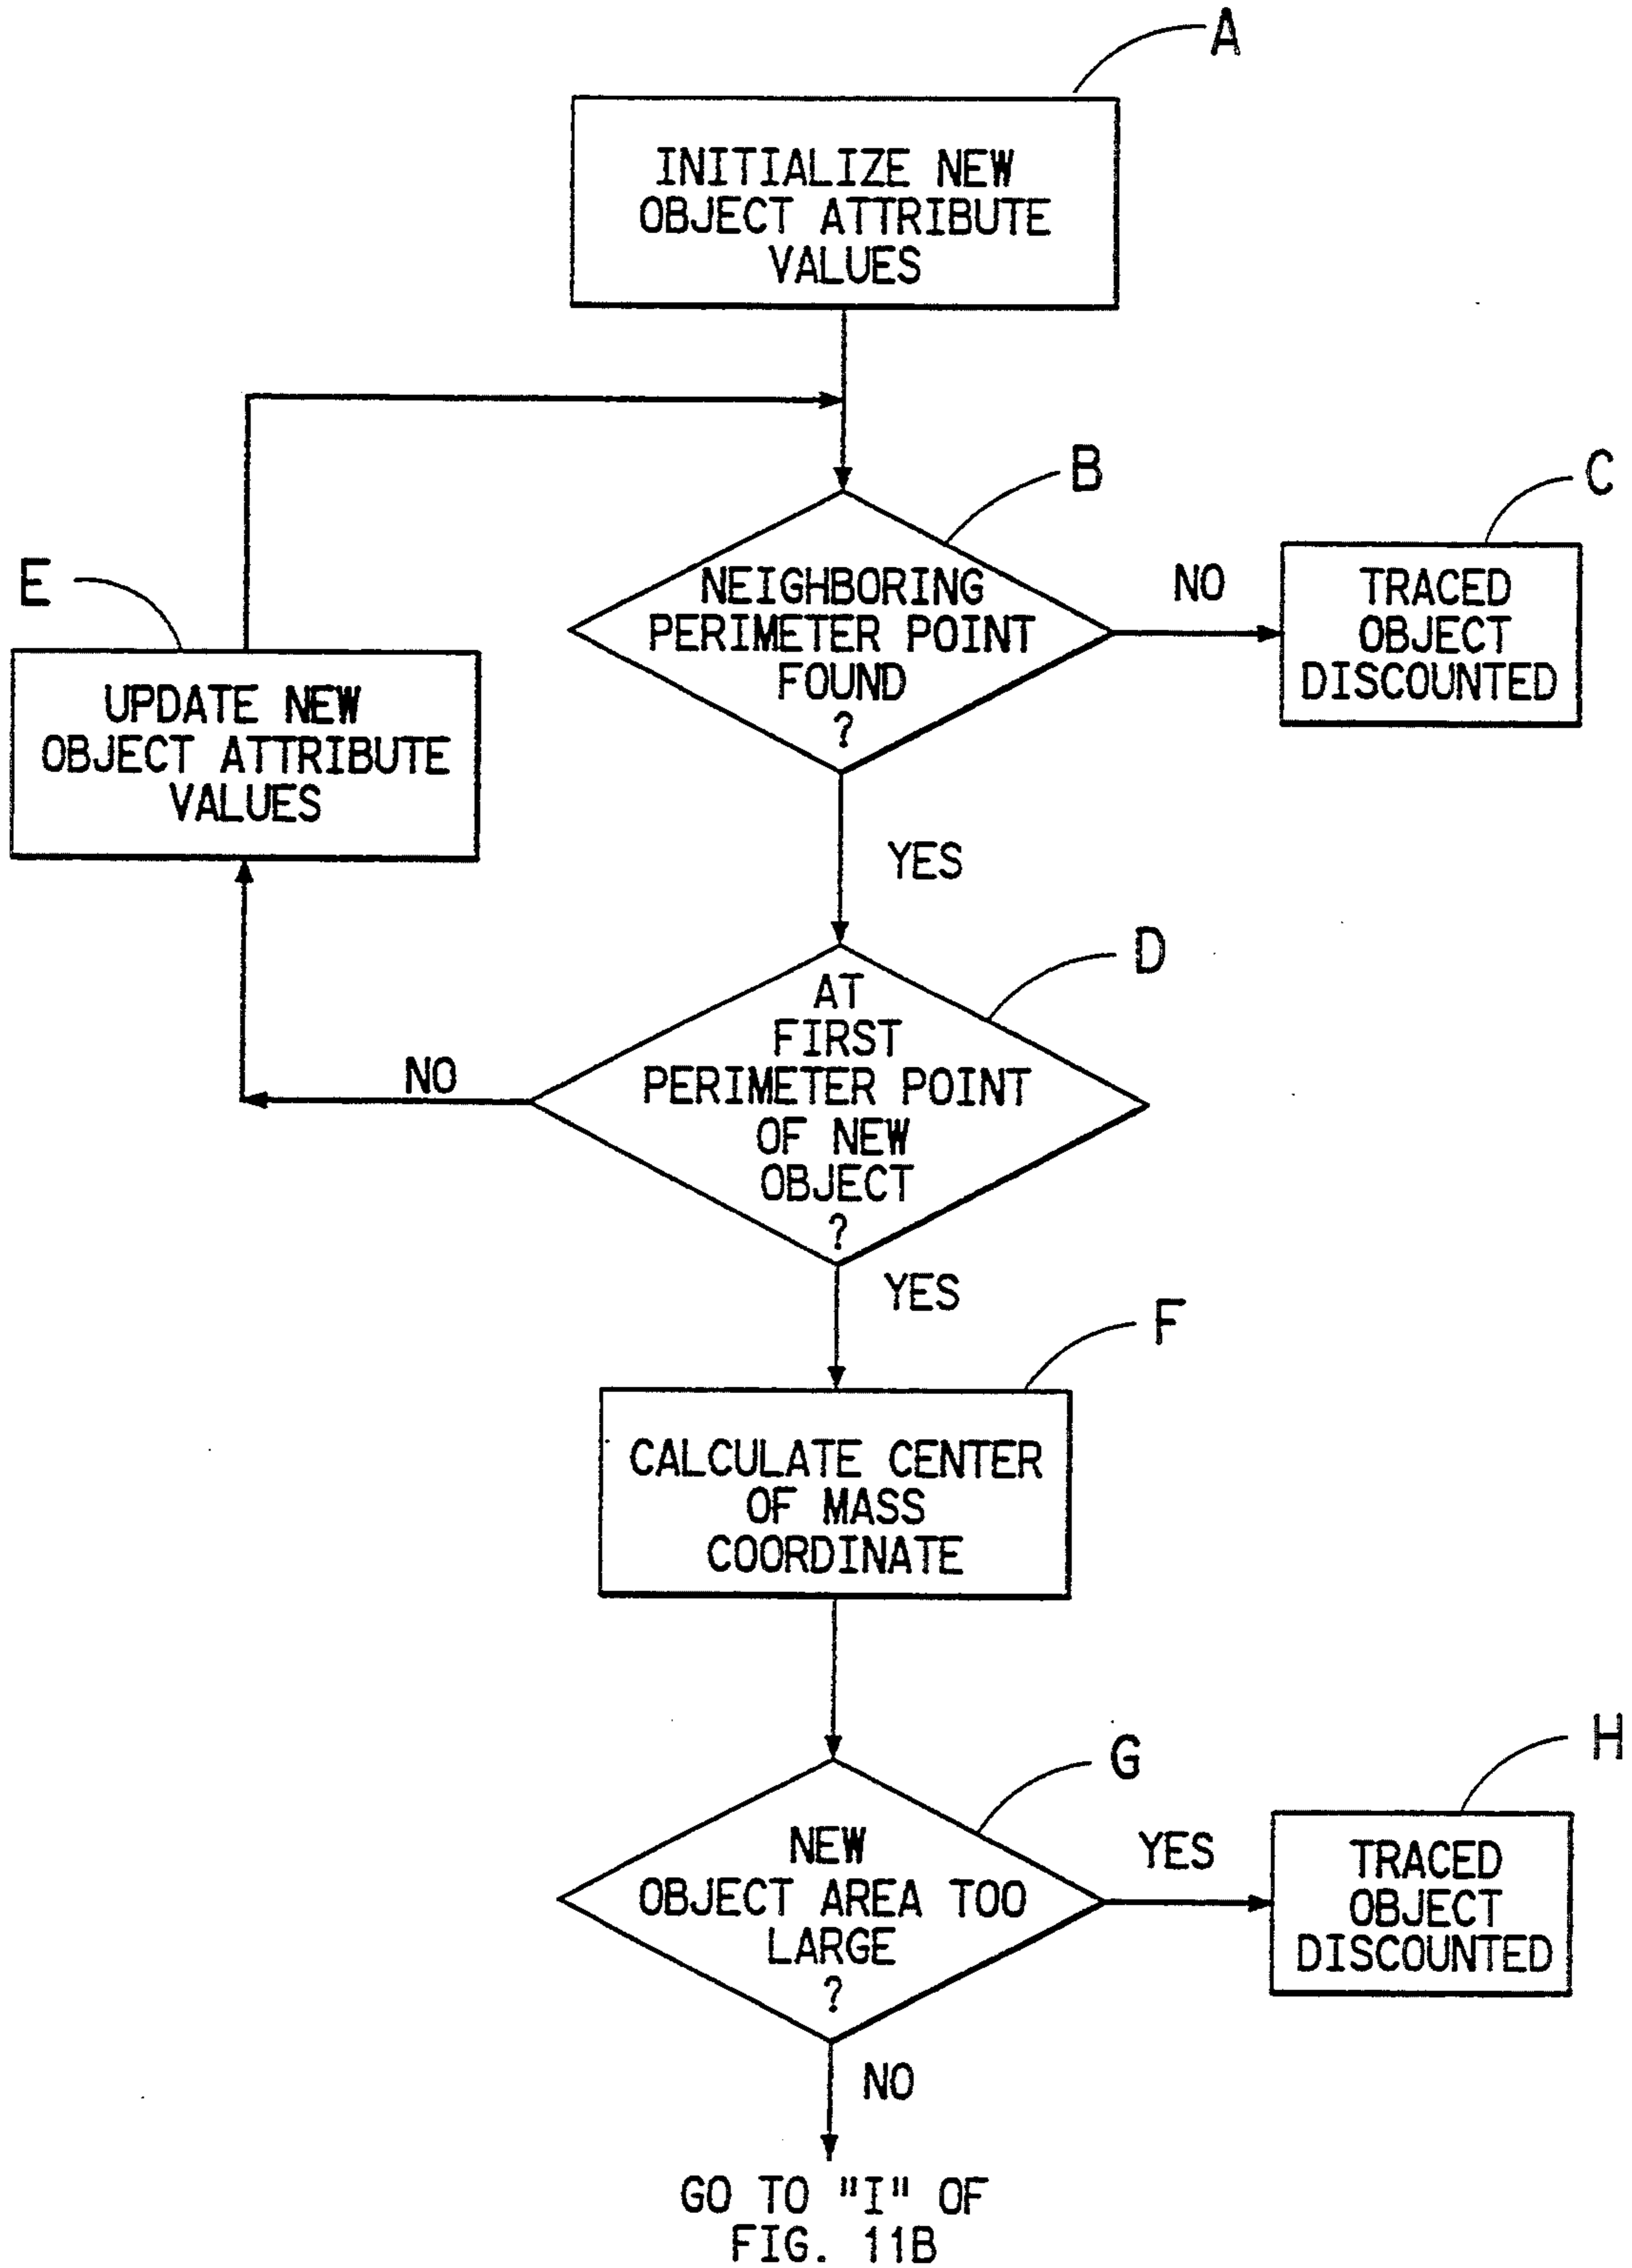 A
INITIALIZE NEW
OBJECT ATTRIBUTE
VALUES
B
C
NEIGHBORING
PERIMETER POINT
FOUND
?
NO
TRACED
OBJECT
DISCOUNTED
E
UPDATE NEW
OBJECT ATTRIBUTE
VALUES
YES
D
AT
FIRST
PERIMETER POINT
OF NEW
OBJECT
?
NO
YES
F
CALCULATE CENTER
OF MASS
COORDINATE
G
H
NEW
OBJECT AREA TOO
LARGE
?
YES
TRACED
OBJECT
DISCOUNTED
NO
GO TO "I" OF
FIG. 11B